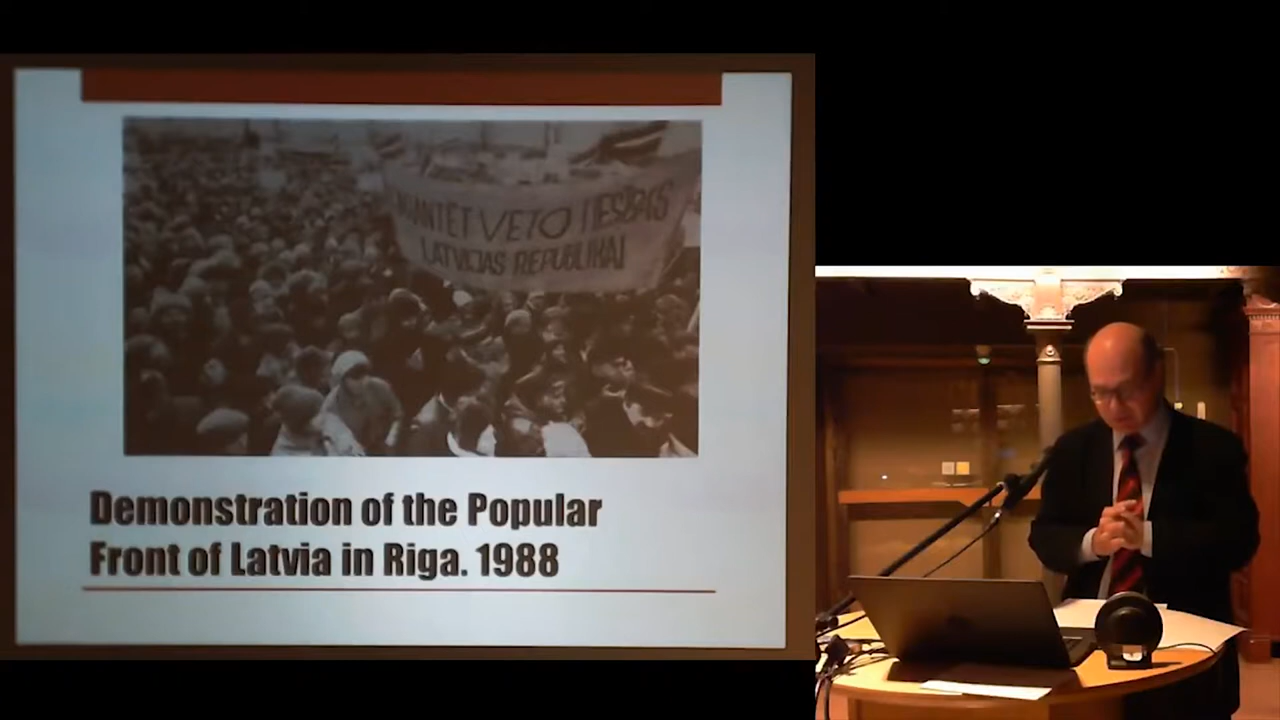 VETO TIESĪBAS
LATVIJAS REPUBLIKAI
Demonstration of the Popular
Front of Latvia in Riga. 1988